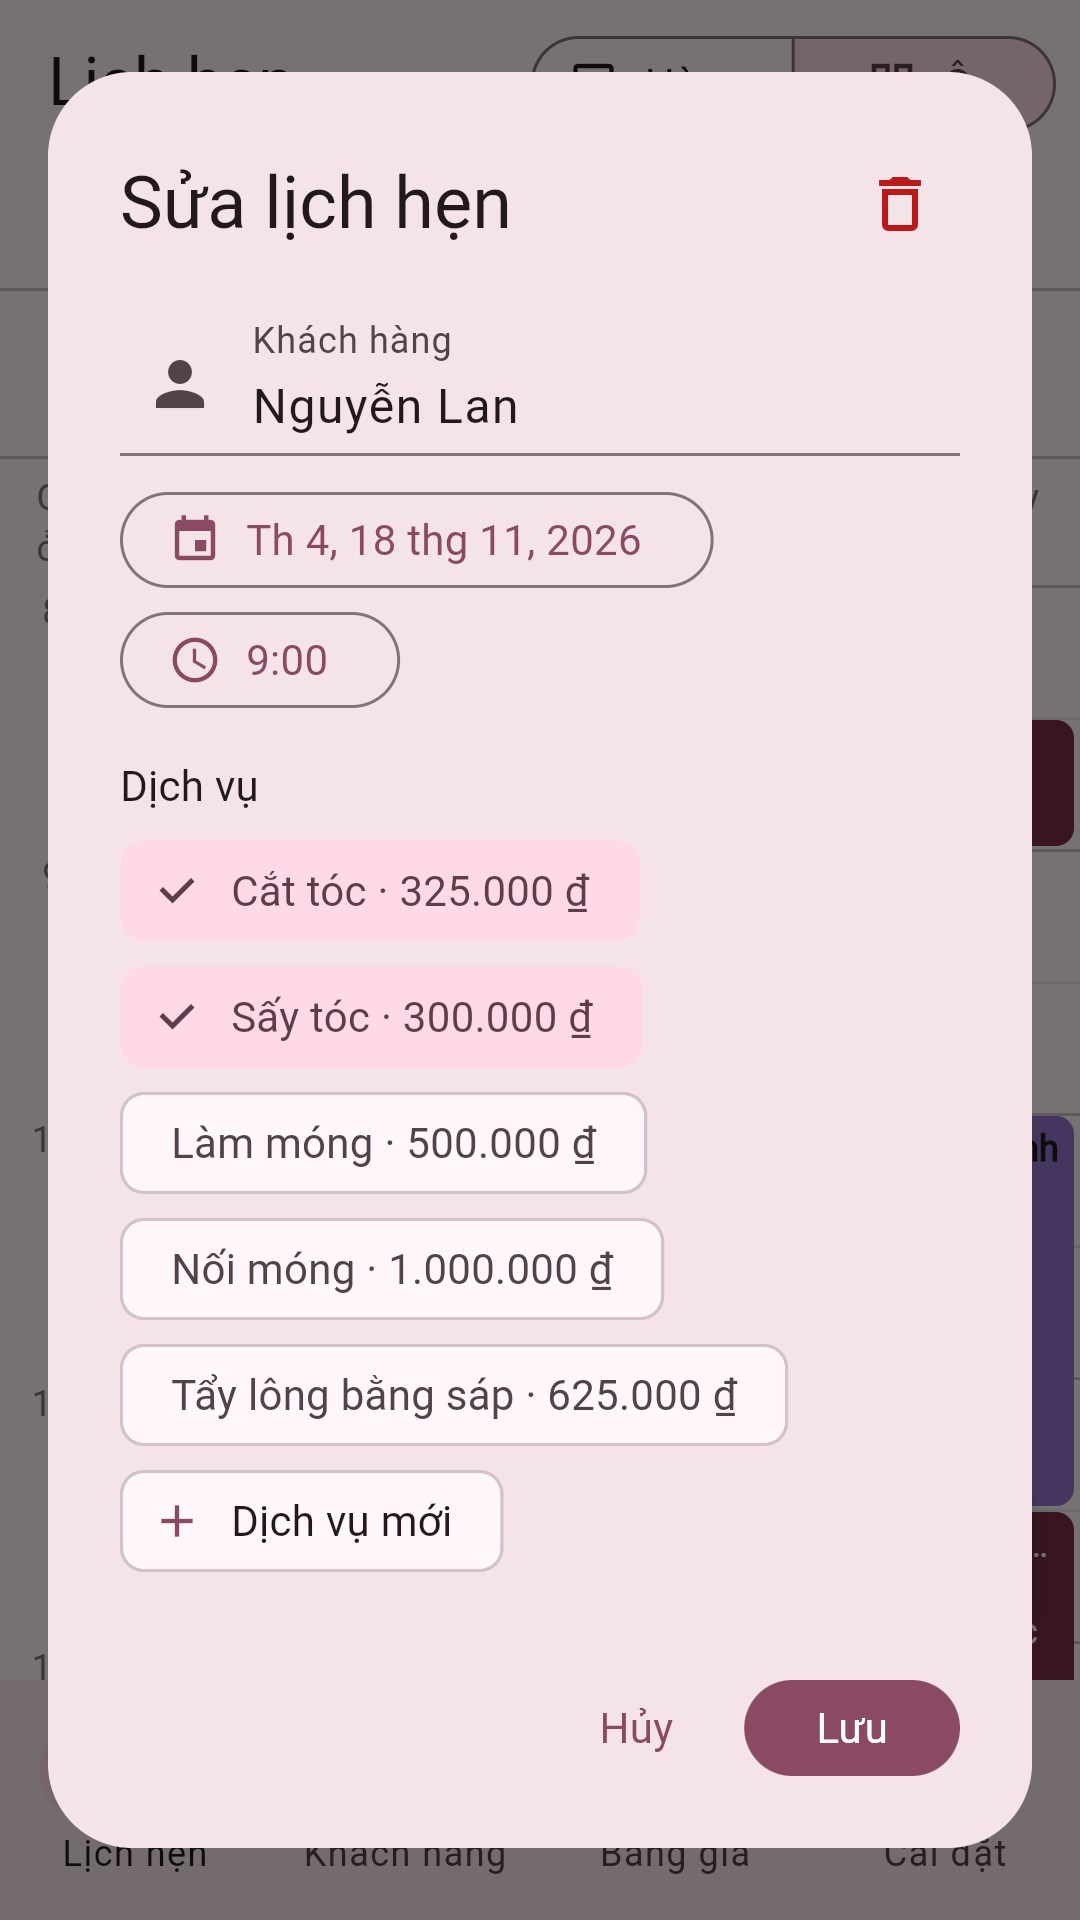 Sửa lịch hẹn
Khách hàng
Nguyễn Lan
Th 4, 18 thg 11, 2026
9:00
Dịch vụ
Cắt tóc · 325.000 ₫
Sấy tóc · 300.000 ₫
Làm móng · 500.000 ₫
Nối móng · 1.000.000 ₫
Tẩy lông bằng sáp · 625.000 ₫
Dịch vụ mới
Hủy
Lưu
Lịch hẹn
Khách hàng
Bảng giá
Cài đặt